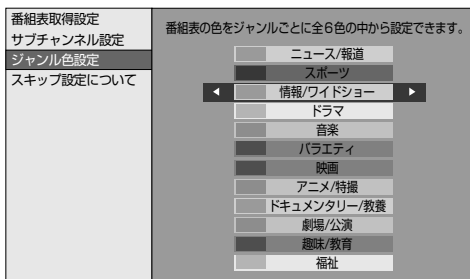 番組表取得設定
サブチャンネル設定
ジャンル色設定
スキップ設定について
番組表の色をジャンルごとに全6色の中から設定できます。
ニュース/報道
スポーツ
情報/ワイドショー
ドラマ
音楽
バラエティ
映画
アニメ/特撮
ドキュメンタリー/教養
劇場/公演
趣味/教育
福祉